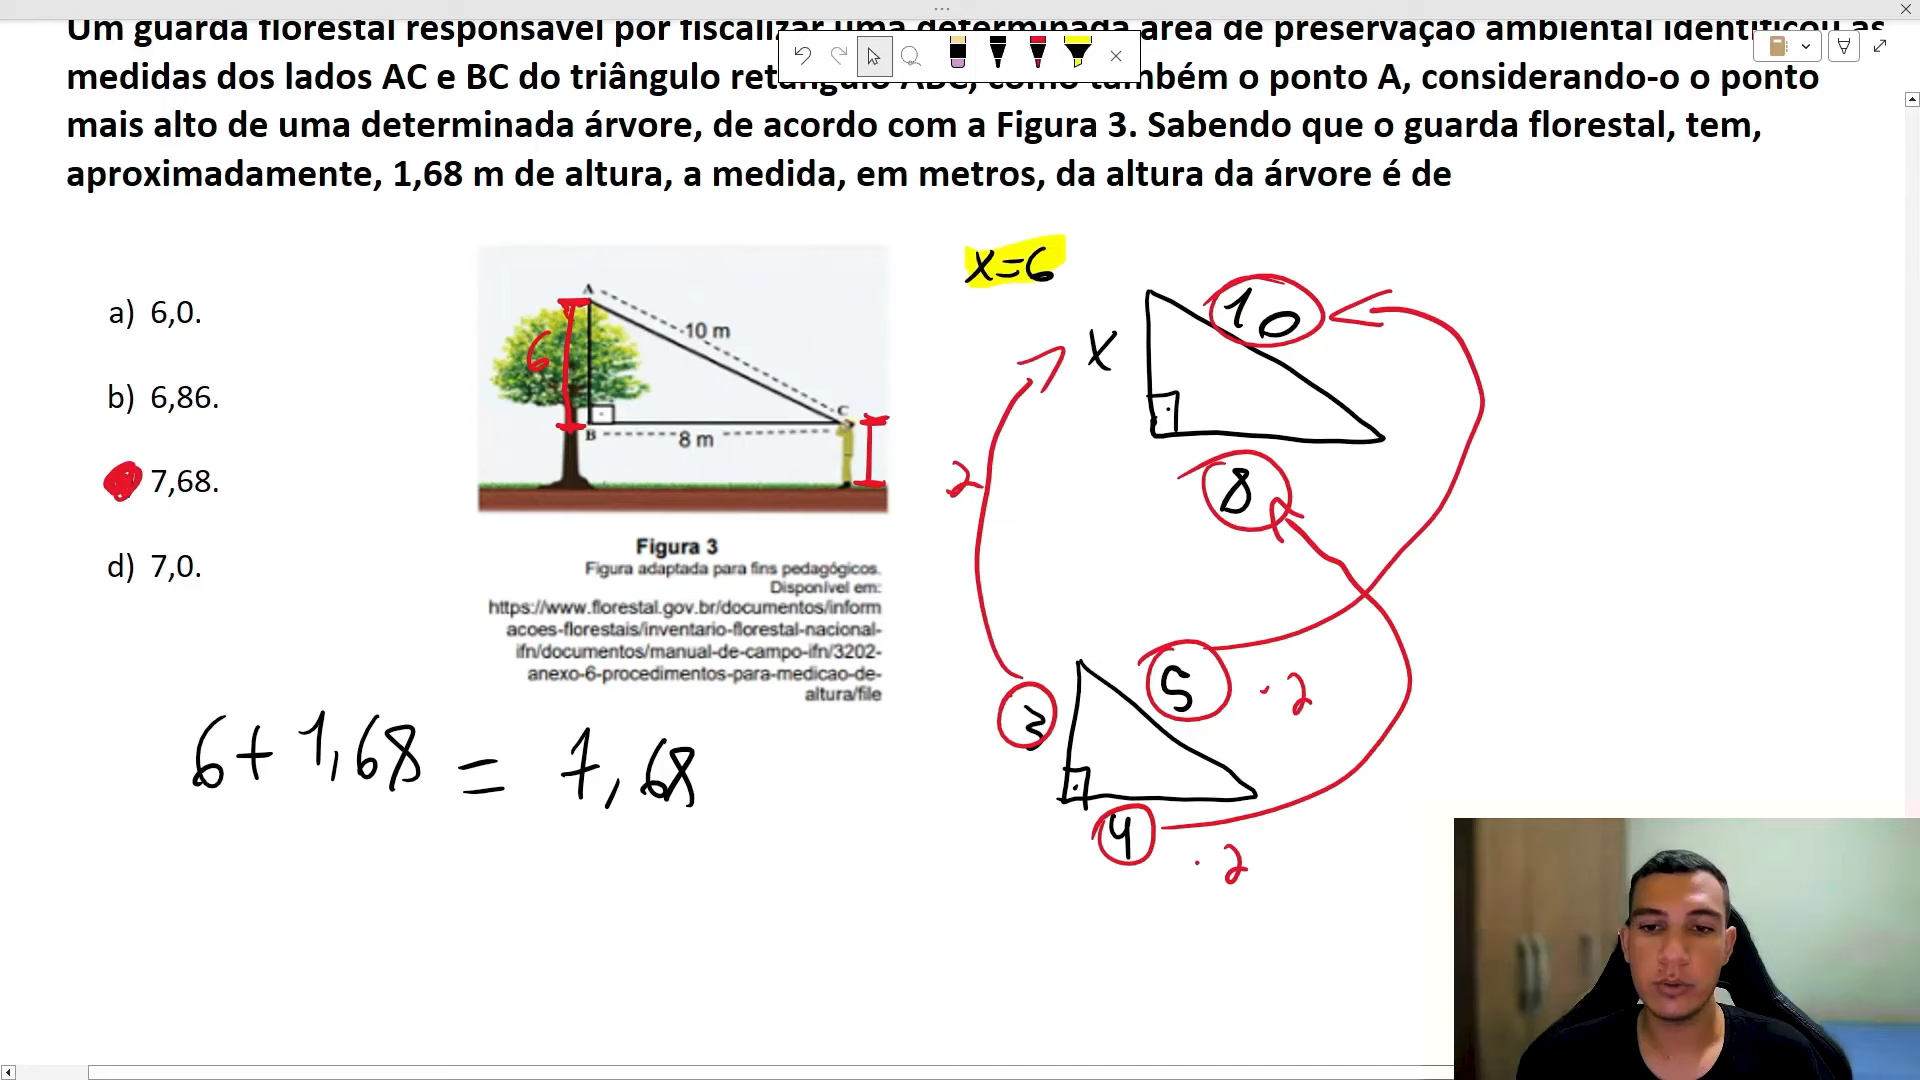 Um guarda florestal responsável por fiscalizar uma determinada área de preservação ambiental identificou as
medidas dos lados AC e BC do triângulo retângulo ABC, como também o ponto A, considerando-o o ponto
mais alto de uma determinada árvore, de acordo com a Figura 3. Sabendo que o guarda florestal, tem,
aproximadamente, 1,68 m de altura, a medida, em metros, da altura da árvore é de
a) 6,0.
b) 6,86.
7,68.
d) 7,0.
A
10 m
6
C
B
8 m
Figura 3
Figura adaptada para fins pedagógicos.
Disponível em:
https://www.florestal.gov.br/documentos/inform
acoes-florestais/inventario-florestal-nacional-
ifn/documentos/manual-de-campo-ifn/3202-
anexo-6-procedimentos-para-medicao-de-
altura/file
6+1,68 = 7,68
x=6
10
x
8
2
5 · 2
3
4
· 2